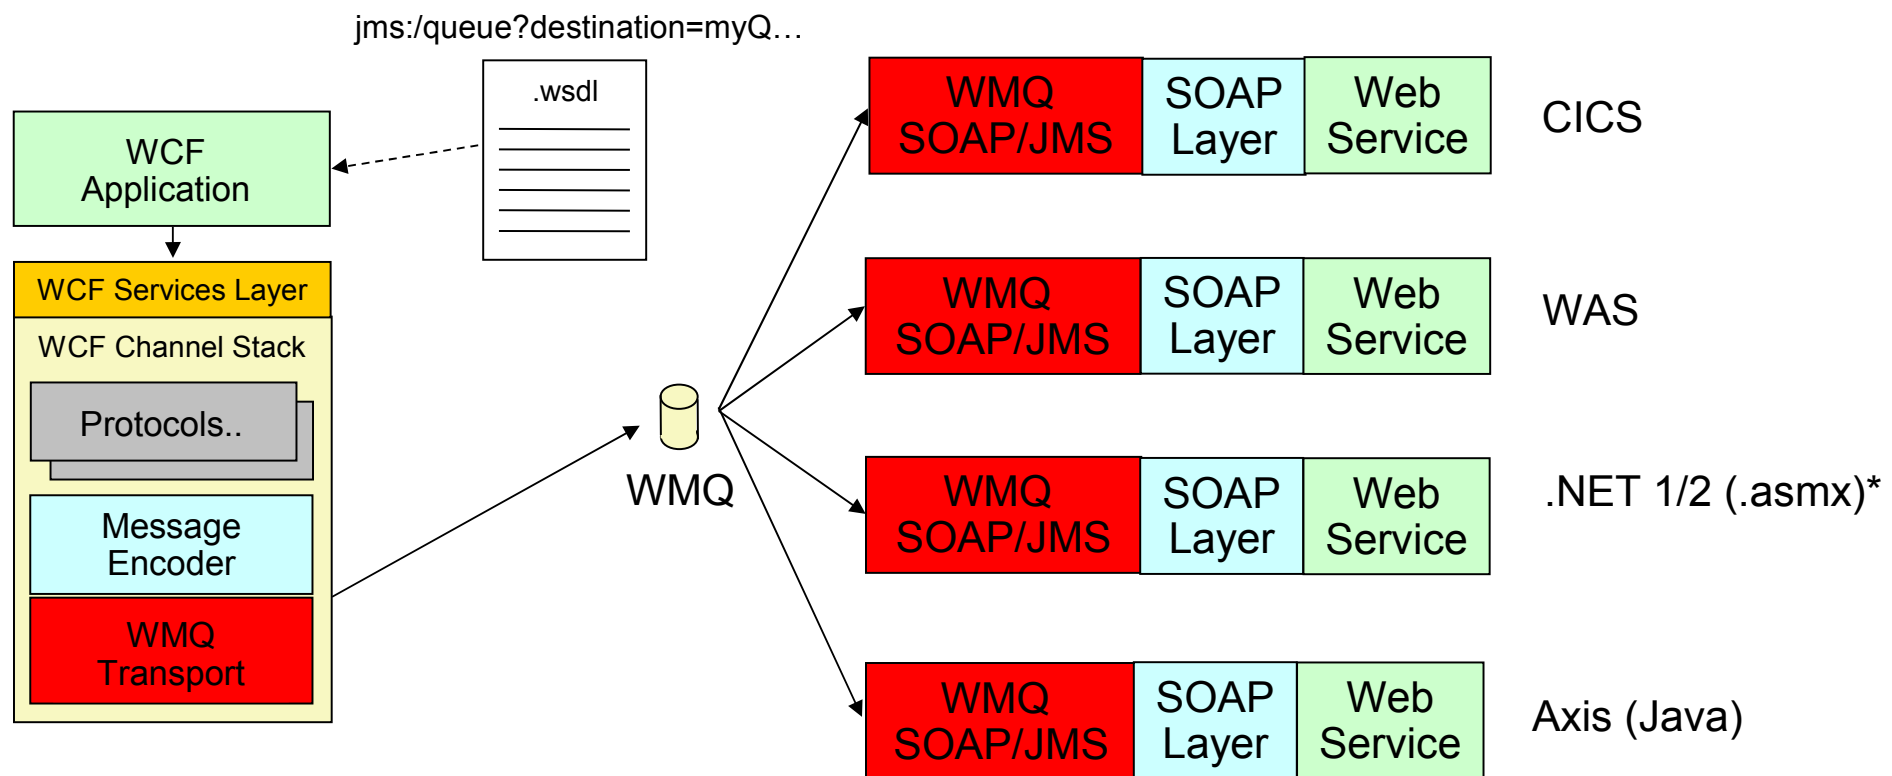 jms:/queue?destination=myQ…
.wsdl
WCF
Application
WCF Services Layer
WCF Channel Stack
Protocols..
Message
Encoder
WMQ
Transport
WMQ
WMQ
SOAP/JMS
SOAP
Layer
Web
Service
CICS
WMQ
SOAP/JMS
SOAP
Layer
Web
Service
WAS
WMQ
SOAP/JMS
SOAP
Layer
Web
Service
.NET 1/2 (.asmx)*
WMQ
SOAP/JMS
SOAP
Layer
Web
Service
Axis (Java)